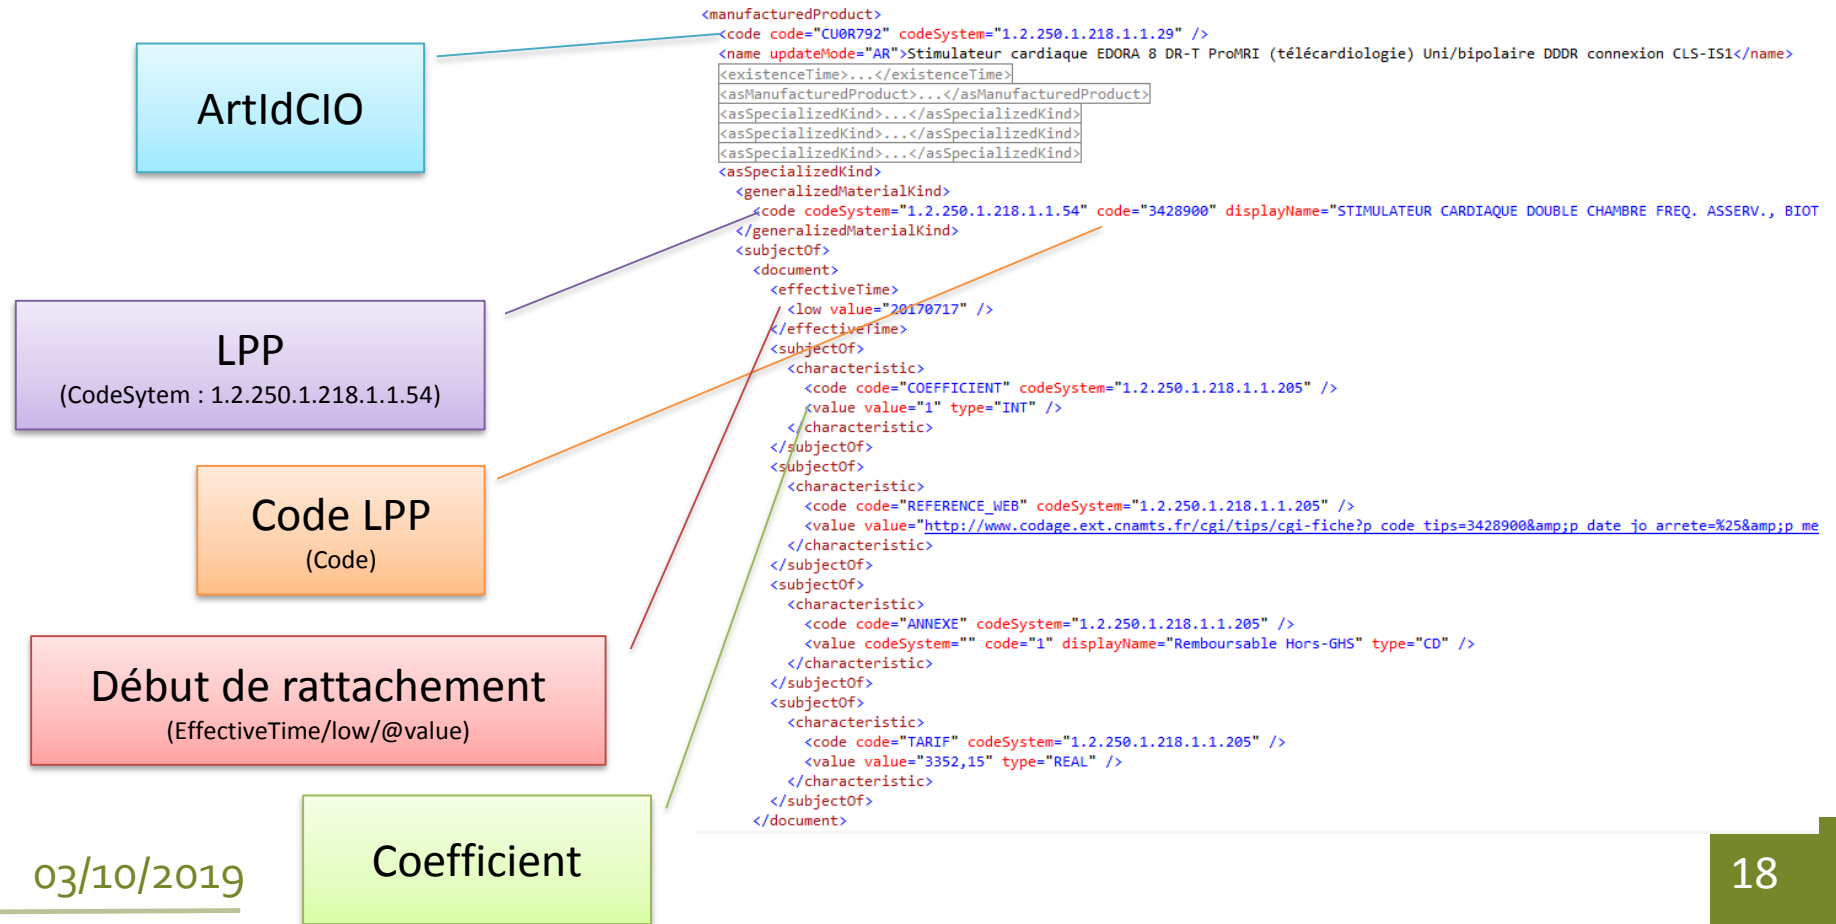 ArtIdCIO
LPP
(CodeSytem : 1.2.250.1.218.1.1.54)
Code LPP
(Code)
Début de rattachement
(EffectiveTime/low/@value)
Coefficient
<manufacturedProduct>
<code code="CU0R792" codeSystem="1.2.250.1.218.1.1.29" />
<name updateMode="AR">Stimulateur cardiaque EDORA 8 DR-T ProMRI (télécardiologie) Uni/bipolaire DDDR connexion CLS-IS1</name>
<existenceTime>...</existenceTime>
<asManufacturedProduct>...</asManufacturedProduct>
<asSpecializedKind>...</asSpecializedKind>
<asSpecializedKind>...</asSpecializedKind>
<asSpecializedKind>...</asSpecializedKind>
<asSpecializedKind>
<generalizedMaterialKind>
<code codeSystem="1.2.250.1.218.1.1.54" code="3428900" displayName="STIMULATEUR CARDIAQUE DOUBLE CHAMBRE FREQ. ASSERV., BIOT
</generalizedMaterialKind>
<subjectOf>
<document>
<effectiveTime>
<low value="20170717" />
</effectiveTime>
<subjectOf>
<characteristic>
<code code="COEFFICIENT" codeSystem="1.2.250.1.218.1.1.205" />
<value value="1" type="INT" />
</characteristic>
</subjectOf>
<subjectOf>
<characteristic>
<code code="REFERENCE_WEB" codeSystem="1.2.250.1.218.1.1.205" />
<value value="http://www.codage.ext.cnamts.fr/cgi/tips/cgi-fiche?p_code_tips=3428900&amp;p_date_jo_arrete=%25&amp;p_me
</characteristic>
</subjectOf>
<subjectOf>
<characteristic>
<code code="ANNEXE" codeSystem="1.2.250.1.218.1.1.205" />
<value codeSystem="" code="1" displayName="Remboursable Hors-GHS" type="CD" />
</characteristic>
</subjectOf>
<subjectOf>
<characteristic>
<code code="TARIF" codeSystem="1.2.250.1.218.1.1.205" />
<value value="3352,15" type="REAL" />
</characteristic>
</subjectOf>
</document>
03/10/2019
18